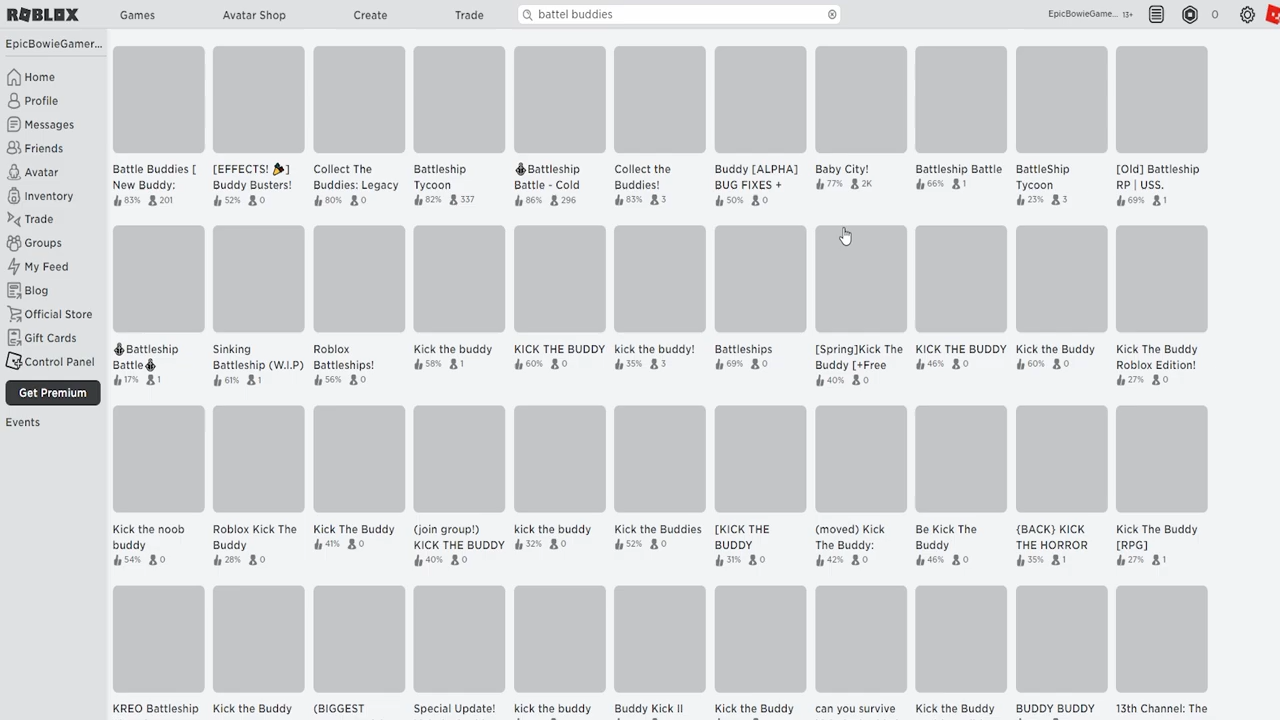 ROBLOX
Games
Avatar Shop
Create
Trade
battel buddies
EpicBowieGame... 13+
0
EpicBowieGamer...
Home
Profile
Messages
Friends
Avatar
Inventory
Trade
Groups
My Feed
Blog
Official Store
Gift Cards
Control Panel
Get Premium
Events
Battle Buddies [
New Buddy:
83% 201
[EFFECTS! 🎉]
Buddy Busters!
52% 0
Collect The
Buddies: Legacy
80% 0
Battleship
Tycoon
82% 337
Battleship
Battle - Cold
86% 296
Collect the
Buddies!
83% 3
Buddy [ALPHA]
BUG FIXES +
50% 0
Baby City!
77% 2K
Battleship Battle
66% 1
BattleShip
Tycoon
23% 3
[Old] Battleship
RP | USS.
69% 1
Battleship
Battle
17% 1
Sinking
Battleship (W.I.P)
61% 1
Roblox
Battleships!
56% 0
Kick the buddy
58% 1
KICK THE BUDDY
60% 0
kick the buddy!
35% 3
Battleships
69% 0
[Spring]Kick The
Buddy [+Free
40% 0
KICK THE BUDDY
46% 0
Kick the Buddy
60% 0
Kick The Buddy
Roblox Edition!
27% 0
Kick the noob
buddy
54% 0
Roblox Kick The
Buddy
28% 0
Kick The Buddy
41% 0
(join group!)
KICK THE BUDDY
40% 0
kick the buddy
32% 0
Kick the Buddies
52% 0
[KICK THE
BUDDY
31% 0
(moved) Kick
The Buddy:
42% 0
Be Kick The
Buddy
46% 0
{BACK} KICK
THE HORROR
35% 1
Kick The Buddy
[RPG]
27% 1
KREO Battleship
Kick the Buddy
(BIGGEST
Special Update!
kick the buddy
Buddy Kick II
Kick the Buddy
can you survive
Kick the Buddy
BUDDY BUDDY
13th Channel: The